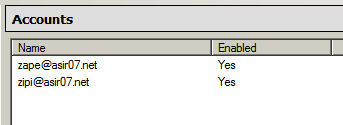 Accounts
Name Enabled
zape@asir07.net Yes
zipi@asir07.net Yes